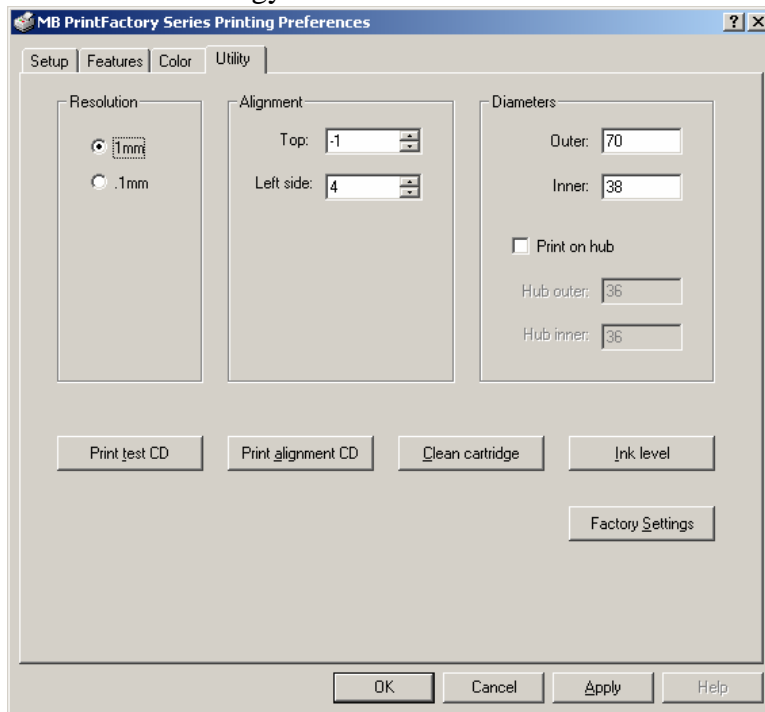 MB PrintFactory Series Printing Preferences
Setup Features Color Utility
Resolution
1mm
.1mm
Alignment
Top: -1
Left side: 4
Diameters
Outer: 70
Inner: 38
Print on hub
Hub outer: 36
Hub inner: 36
Print test CD Print alignment CD Clean cartridge Ink level
Factory Settings
OK Cancel Apply Help